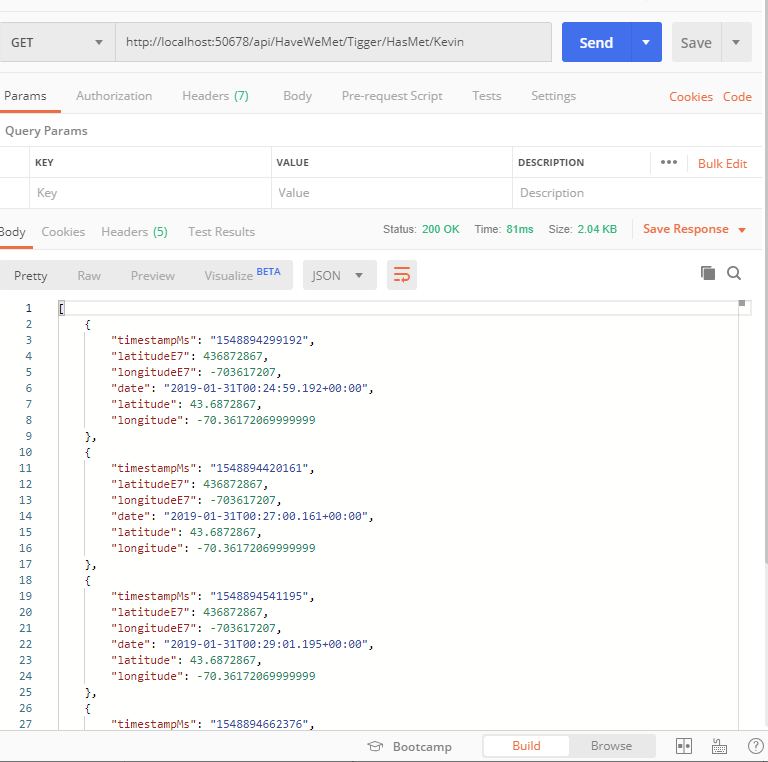 GET http://localhost:50678/api/HaveWeMet/Tigger/HasMet/Kevin Send Save
Params Authorization Headers (7) Body Pre-request Script Tests Settings Cookies Code
Query Params
KEY VALUE DESCRIPTION ••• Bulk Edit
Key Value Description
Body Cookies Headers (5) Test Results Status: 200 OK Time: 81ms Size: 2.04 KB Save Response
Pretty Raw Preview Visualize BETA JSON
1 [
2 {
3 "timestampMs": "1548894299192",
4 "latitudeE7": 436872867,
5 "longitudeE7": -703617207,
6 "date": "2019-01-31T00:24:59.192+00:00",
7 "latitude": 43.6872867,
8 "longitude": -70.36172069999999
9 },
10 {
11 "timestampMs": "1548894420161",
12 "latitudeE7": 436872867,
13 "longitudeE7": -703617207,
14 "date": "2019-01-31T00:27:00.161+00:00",
15 "latitude": 43.6872867,
16 "longitude": -70.36172069999999
17 },
18 {
19 "timestampMs": "1548894541195",
20 "latitudeE7": 436872867,
21 "longitudeE7": -703617207,
22 "date": "2019-01-31T00:29:01.195+00:00",
23 "latitude": 43.6872867,
24 "longitude": -70.36172069999999
25 },
26 {
27 "timestampMs": "1548894662376",
Bootcamp Build Browse ?